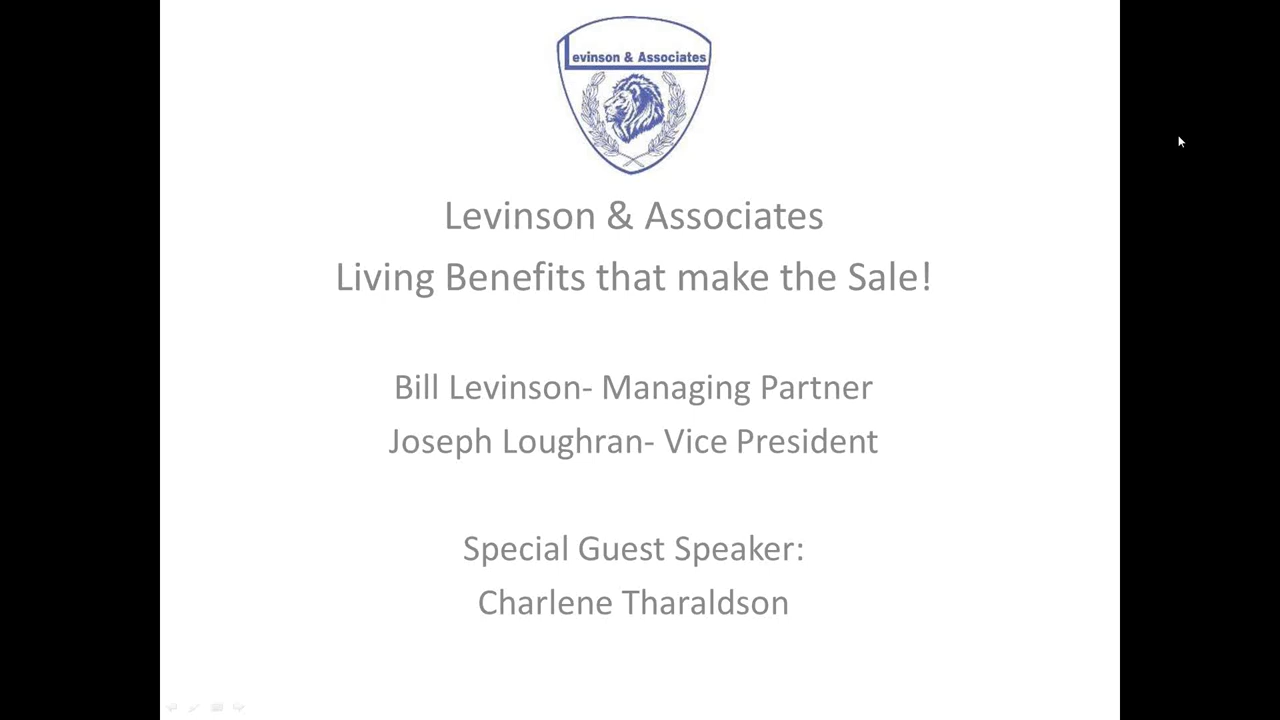 Levinson & Associates
Levinson & Associates
Living Benefits that make the Sale!
Bill Levinson- Managing Partner
Joseph Loughran- Vice President
Special Guest Speaker:
Charlene Tharaldson